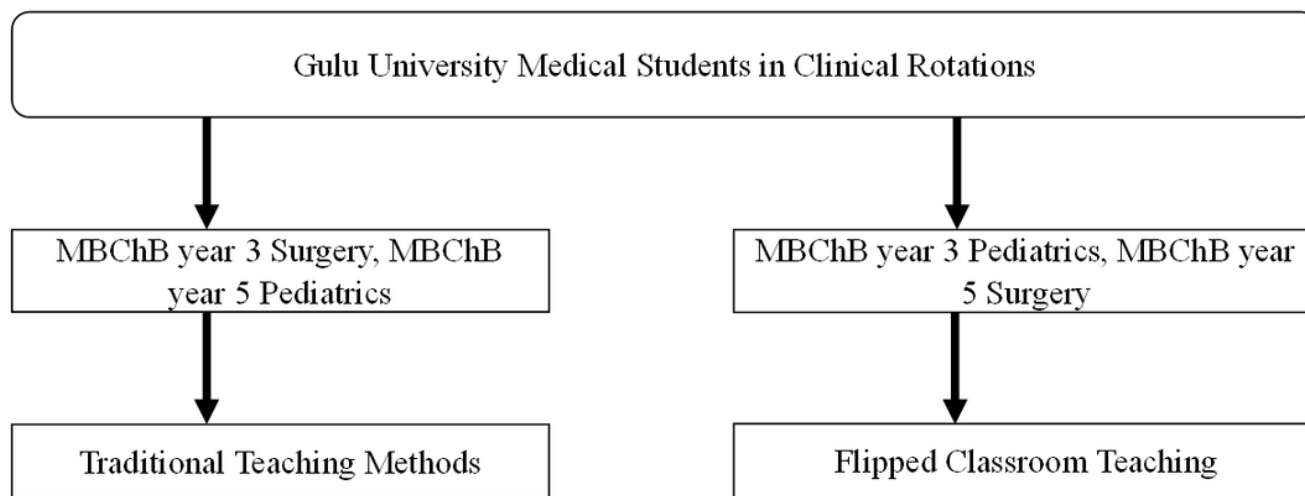 Gulu University Medical Students in Clinical Rotations
MBChB year 3 Surgery, MBChB
year 5 Pediatrics
MBChB year 3 Pediatrics, MBChB year
5 Surgery
Traditional Teaching Methods
Flipped Classroom Teaching